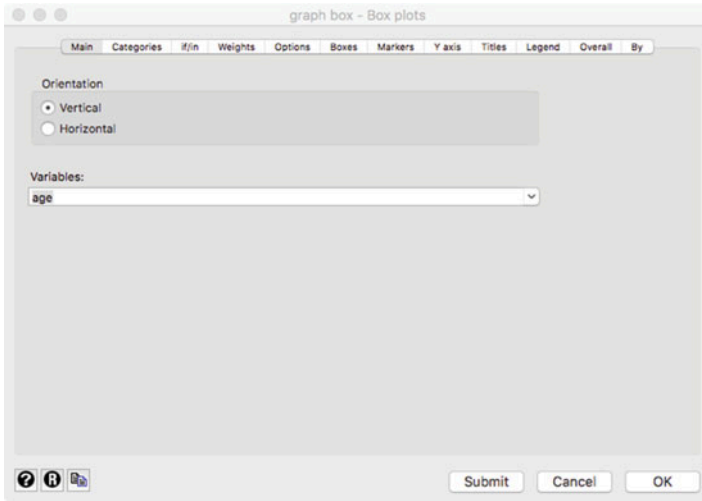 graph box - Box plots
Main Categories if/in Weights Options Boxes Markers Y axis Titles Legend Overall By
Orientation
Vertical
Horizontal
Variables:
age
? R
Submit Cancel OK